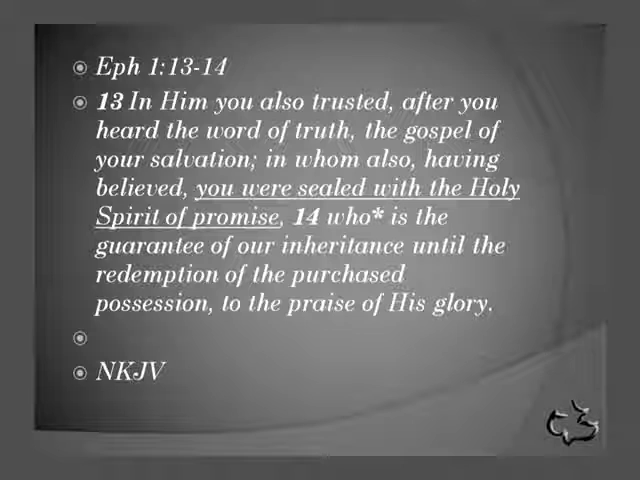 Eph 1:13-14
13 In Him you also trusted, after you
heard the word of truth, the gospel of
your salvation; in whom also, having
believed, you were sealed with the Holy
Spirit of promise, 14 who* is the
guarantee of our inheritance until the
redemption of the purchased
possession, to the praise of His glory.
NKJV